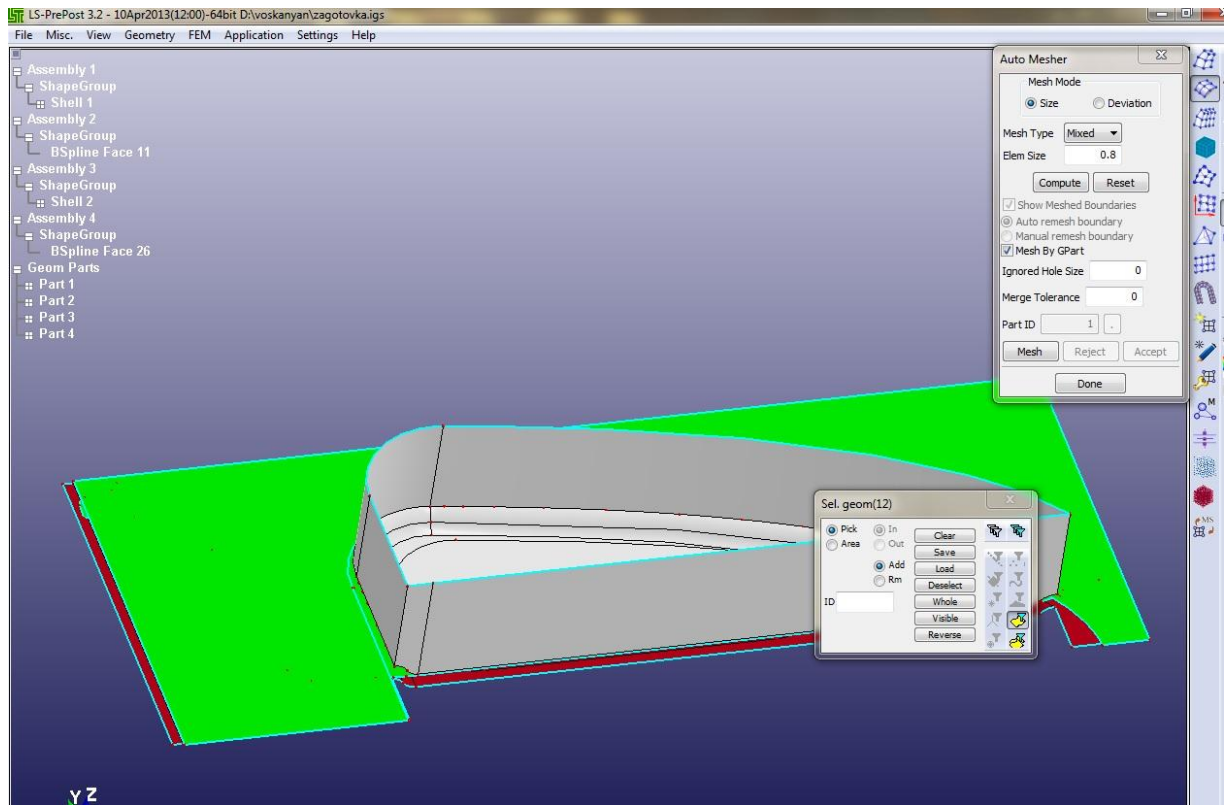 LS-PrePost 3.2 - 10Apr2013(12:00)-64bit D:\voskanyan\zagotovka.igs
File Misc. View Geometry FEM Application Settings Help
Assembly 1
ShapeGroup
Shell 1
Assembly 2
ShapeGroup
BSpline Face 11
Assembly 3
ShapeGroup
Shell 2
Assembly 4
ShapeGroup
BSpline Face 26
Geom Parts
Part 1
Part 2
Part 3
Part 4
Auto Mesher
Mesh Mode
Size Deviation
Mesh Type Mixed
Elem Size 0.8
Compute Reset
Show Meshed Boundaries
Auto remesh boundary
Manual remesh boundary
Mesh By GPart
Ignored Hole Size 0
Merge Tolerance 0
Part ID 1 .
Mesh Reject Accept
Done
Sel. geom(12)
Pick In Clear
Area Out Save
Add Load
Rm Deselect
ID Whole
Visible
Reverse
M
MS
Y Z